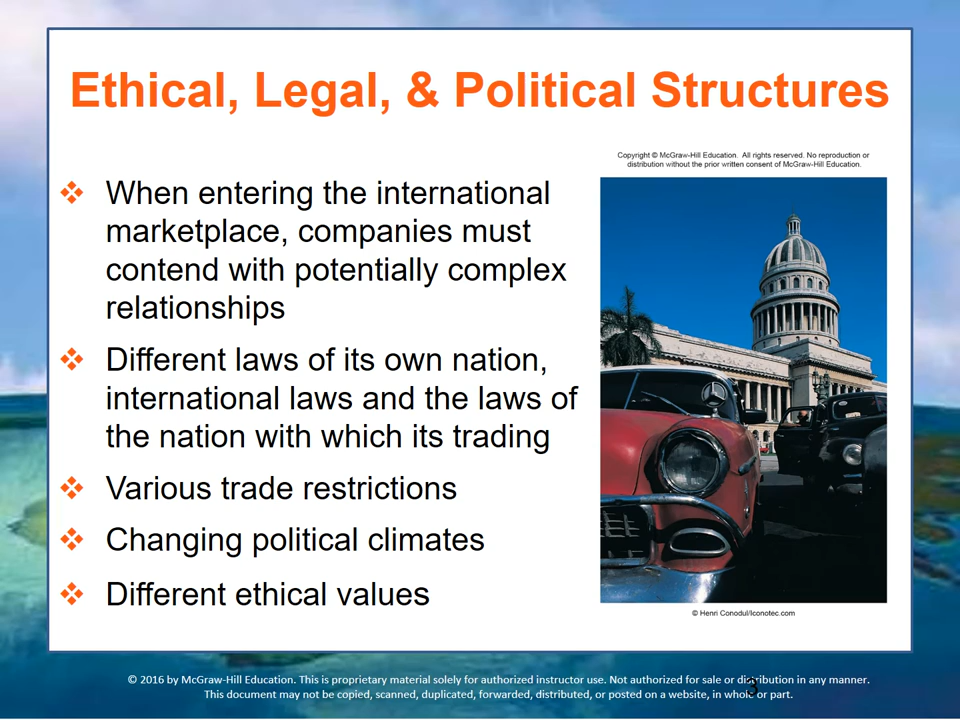 Ethical, Legal, & Political Structures
Copyright © McGraw-Hill Education. All rights reserved. No reproduction or
distribution without the prior written consent of McGraw-Hill Education.
❖ When entering the international
marketplace, companies must
contend with potentially complex
relationships
❖ Different laws of its own nation,
international laws and the laws of
the nation with which its trading
❖ Various trade restrictions
❖ Changing political climates
❖ Different ethical values
© Henri Conodul/Iconotec.com
© 2016 by McGraw-Hill Education. This is proprietary material solely for authorized instructor use. Not authorized for sale or distribution in any manner.
This document may not be copied, scanned, duplicated, forwarded, distributed, or posted on a website, in whole or part.
3